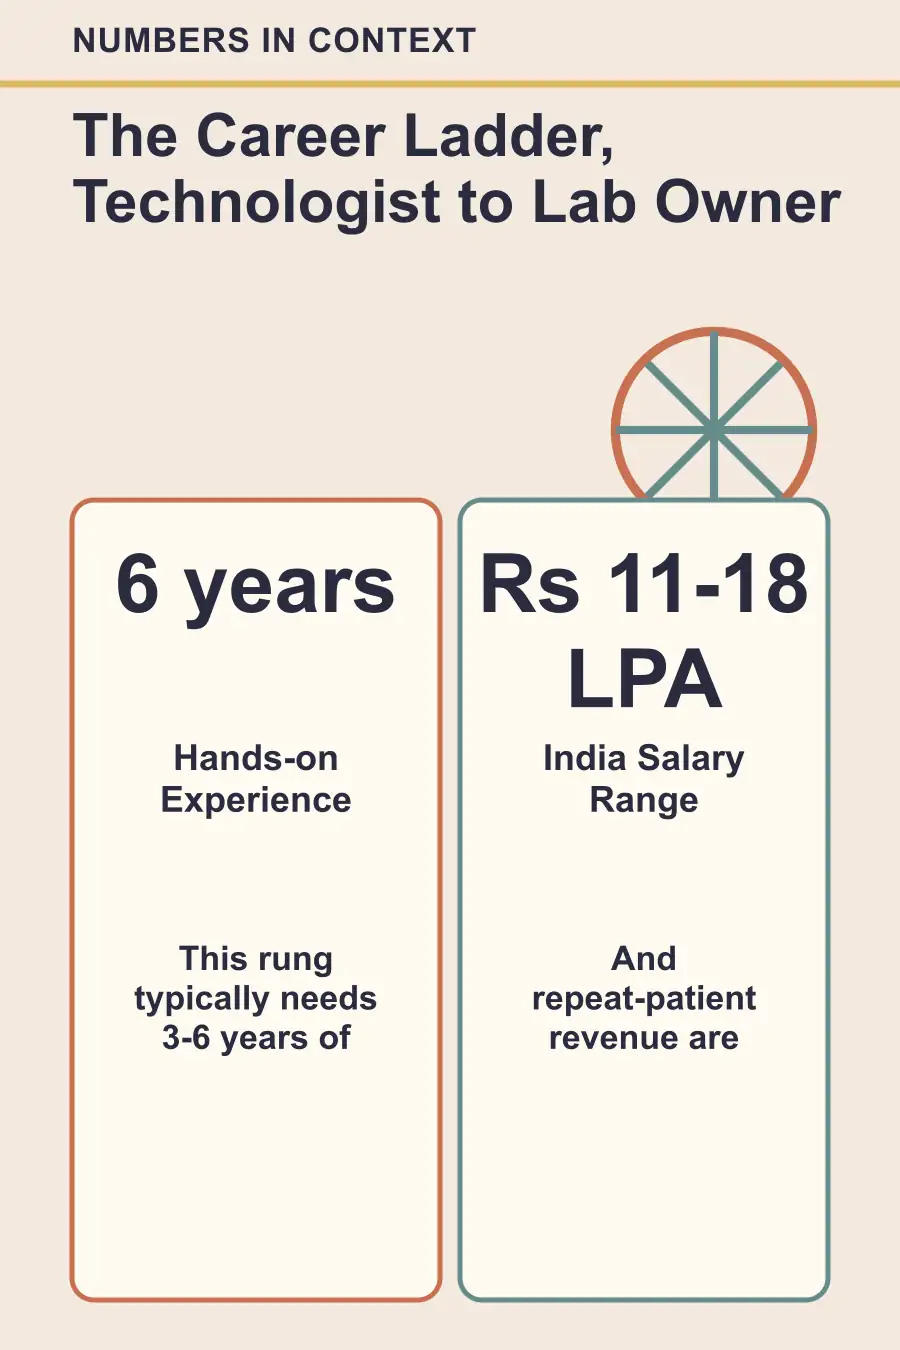 NUMBERS IN CONTEXT
The Career Ladder,
Technologist to Lab Owner
6 years
Hands-on
Experience
This rung
typically needs
3-6 years of
Rs 11-18
LPA
India Salary
Range
And
repeat-patient
revenue are